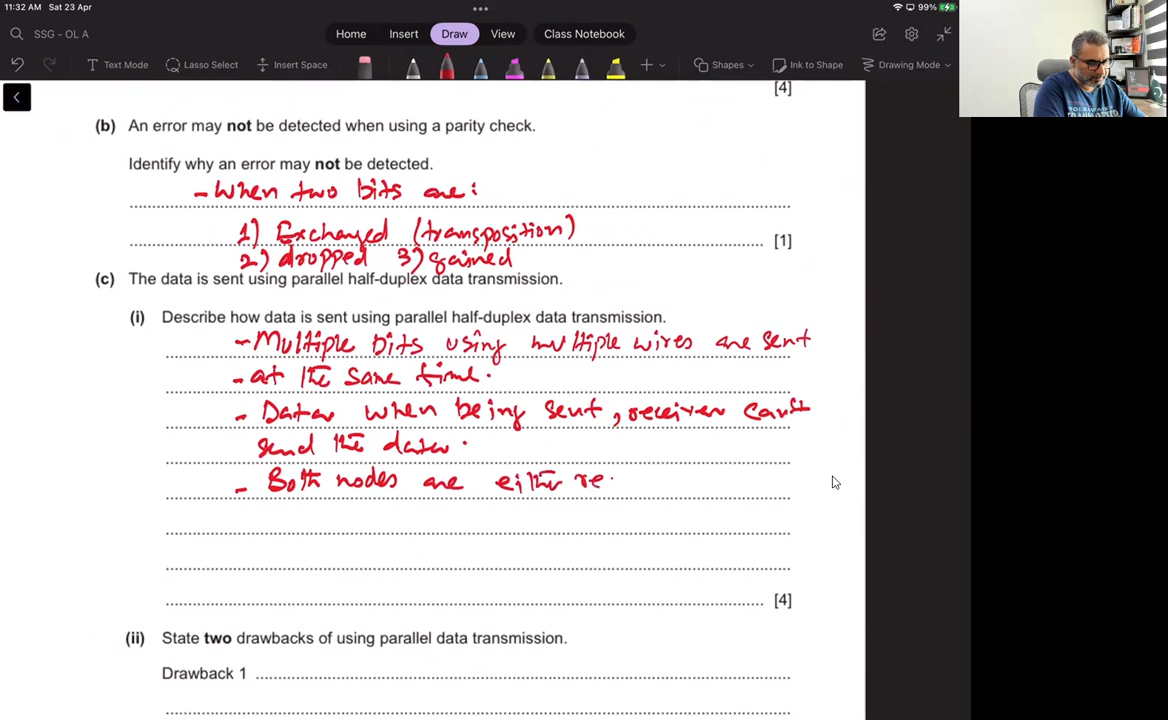 11:32 AM Sat 23 Apr
99%
SSG - OL A
Home Insert Draw View Class Notebook
Text Mode Lasso Select Insert Space Shapes Ink to Shape Drawing Mode
[4]
(b) An error may not be detected when using a parity check.
Identify why an error may not be detected.
- When two bits are:
1) Exchanged (transposition)
[1]
2) dropped 3) gained
(c) The data is sent using parallel half-duplex data transmission.
(i) Describe how data is sent using parallel half-duplex data transmission.
- Multiple bits using multiple wires are sent
- at the same time.
- Data when being sent, receiver can't
send the data.
- Both nodes are either re
[4]
(ii) State two drawbacks of using parallel data transmission.
Drawback 1